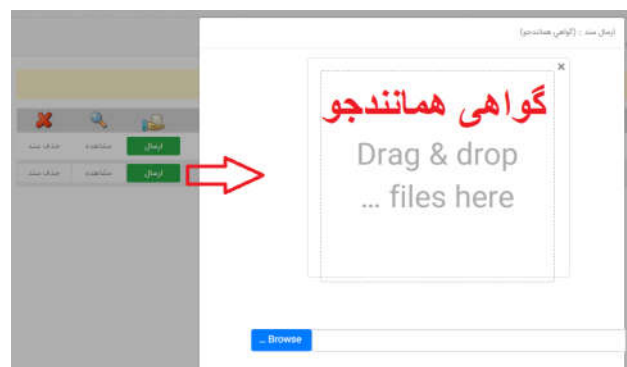 ارسال سند :: (گواهی همانندجو)
×
گواهی همانندجو
Drag & drop
files here ...
ارسال مشاهده حذف سند
ارسال مشاهده حذف سند
Browse ...